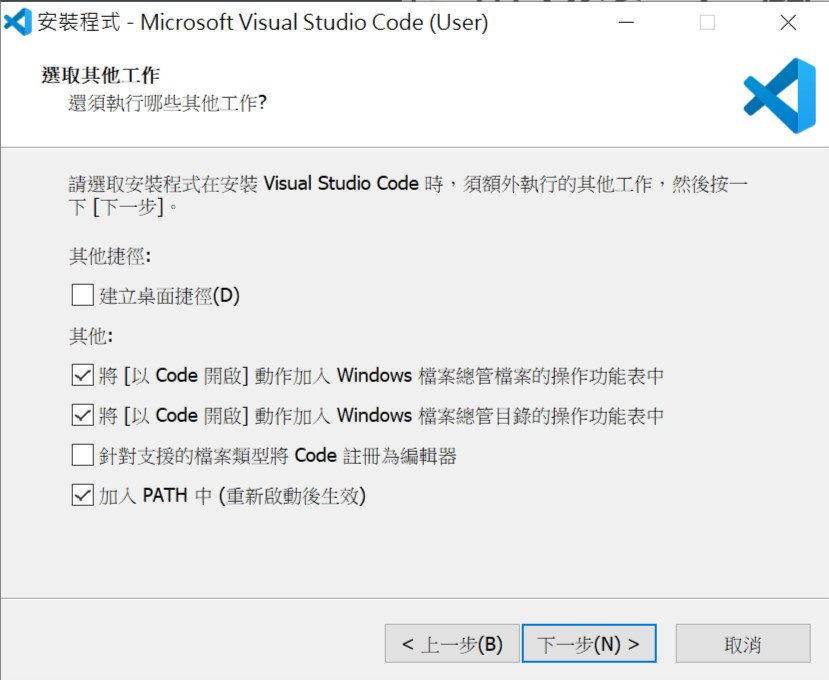 安裝程式 - Microsoft Visual Studio Code (User)
選取其他工作
還須執行哪些其他工作?
請選取安裝程式在安裝 Visual Studio Code 時，須額外執行的其他工作，然後按一
下 [下一步]。
其他捷徑:
建立桌面捷徑(D)
其他:
將 [以 Code 開啟] 動作加入 Windows 檔案總管檔案的操作功能表中
將 [以 Code 開啟] 動作加入 Windows 檔案總管目錄的操作功能表中
針對支援的檔案類型將 Code 註冊為編輯器
加入 PATH 中 (重新啟動後生效)
< 上一步(B) 下一步(N) > 取消